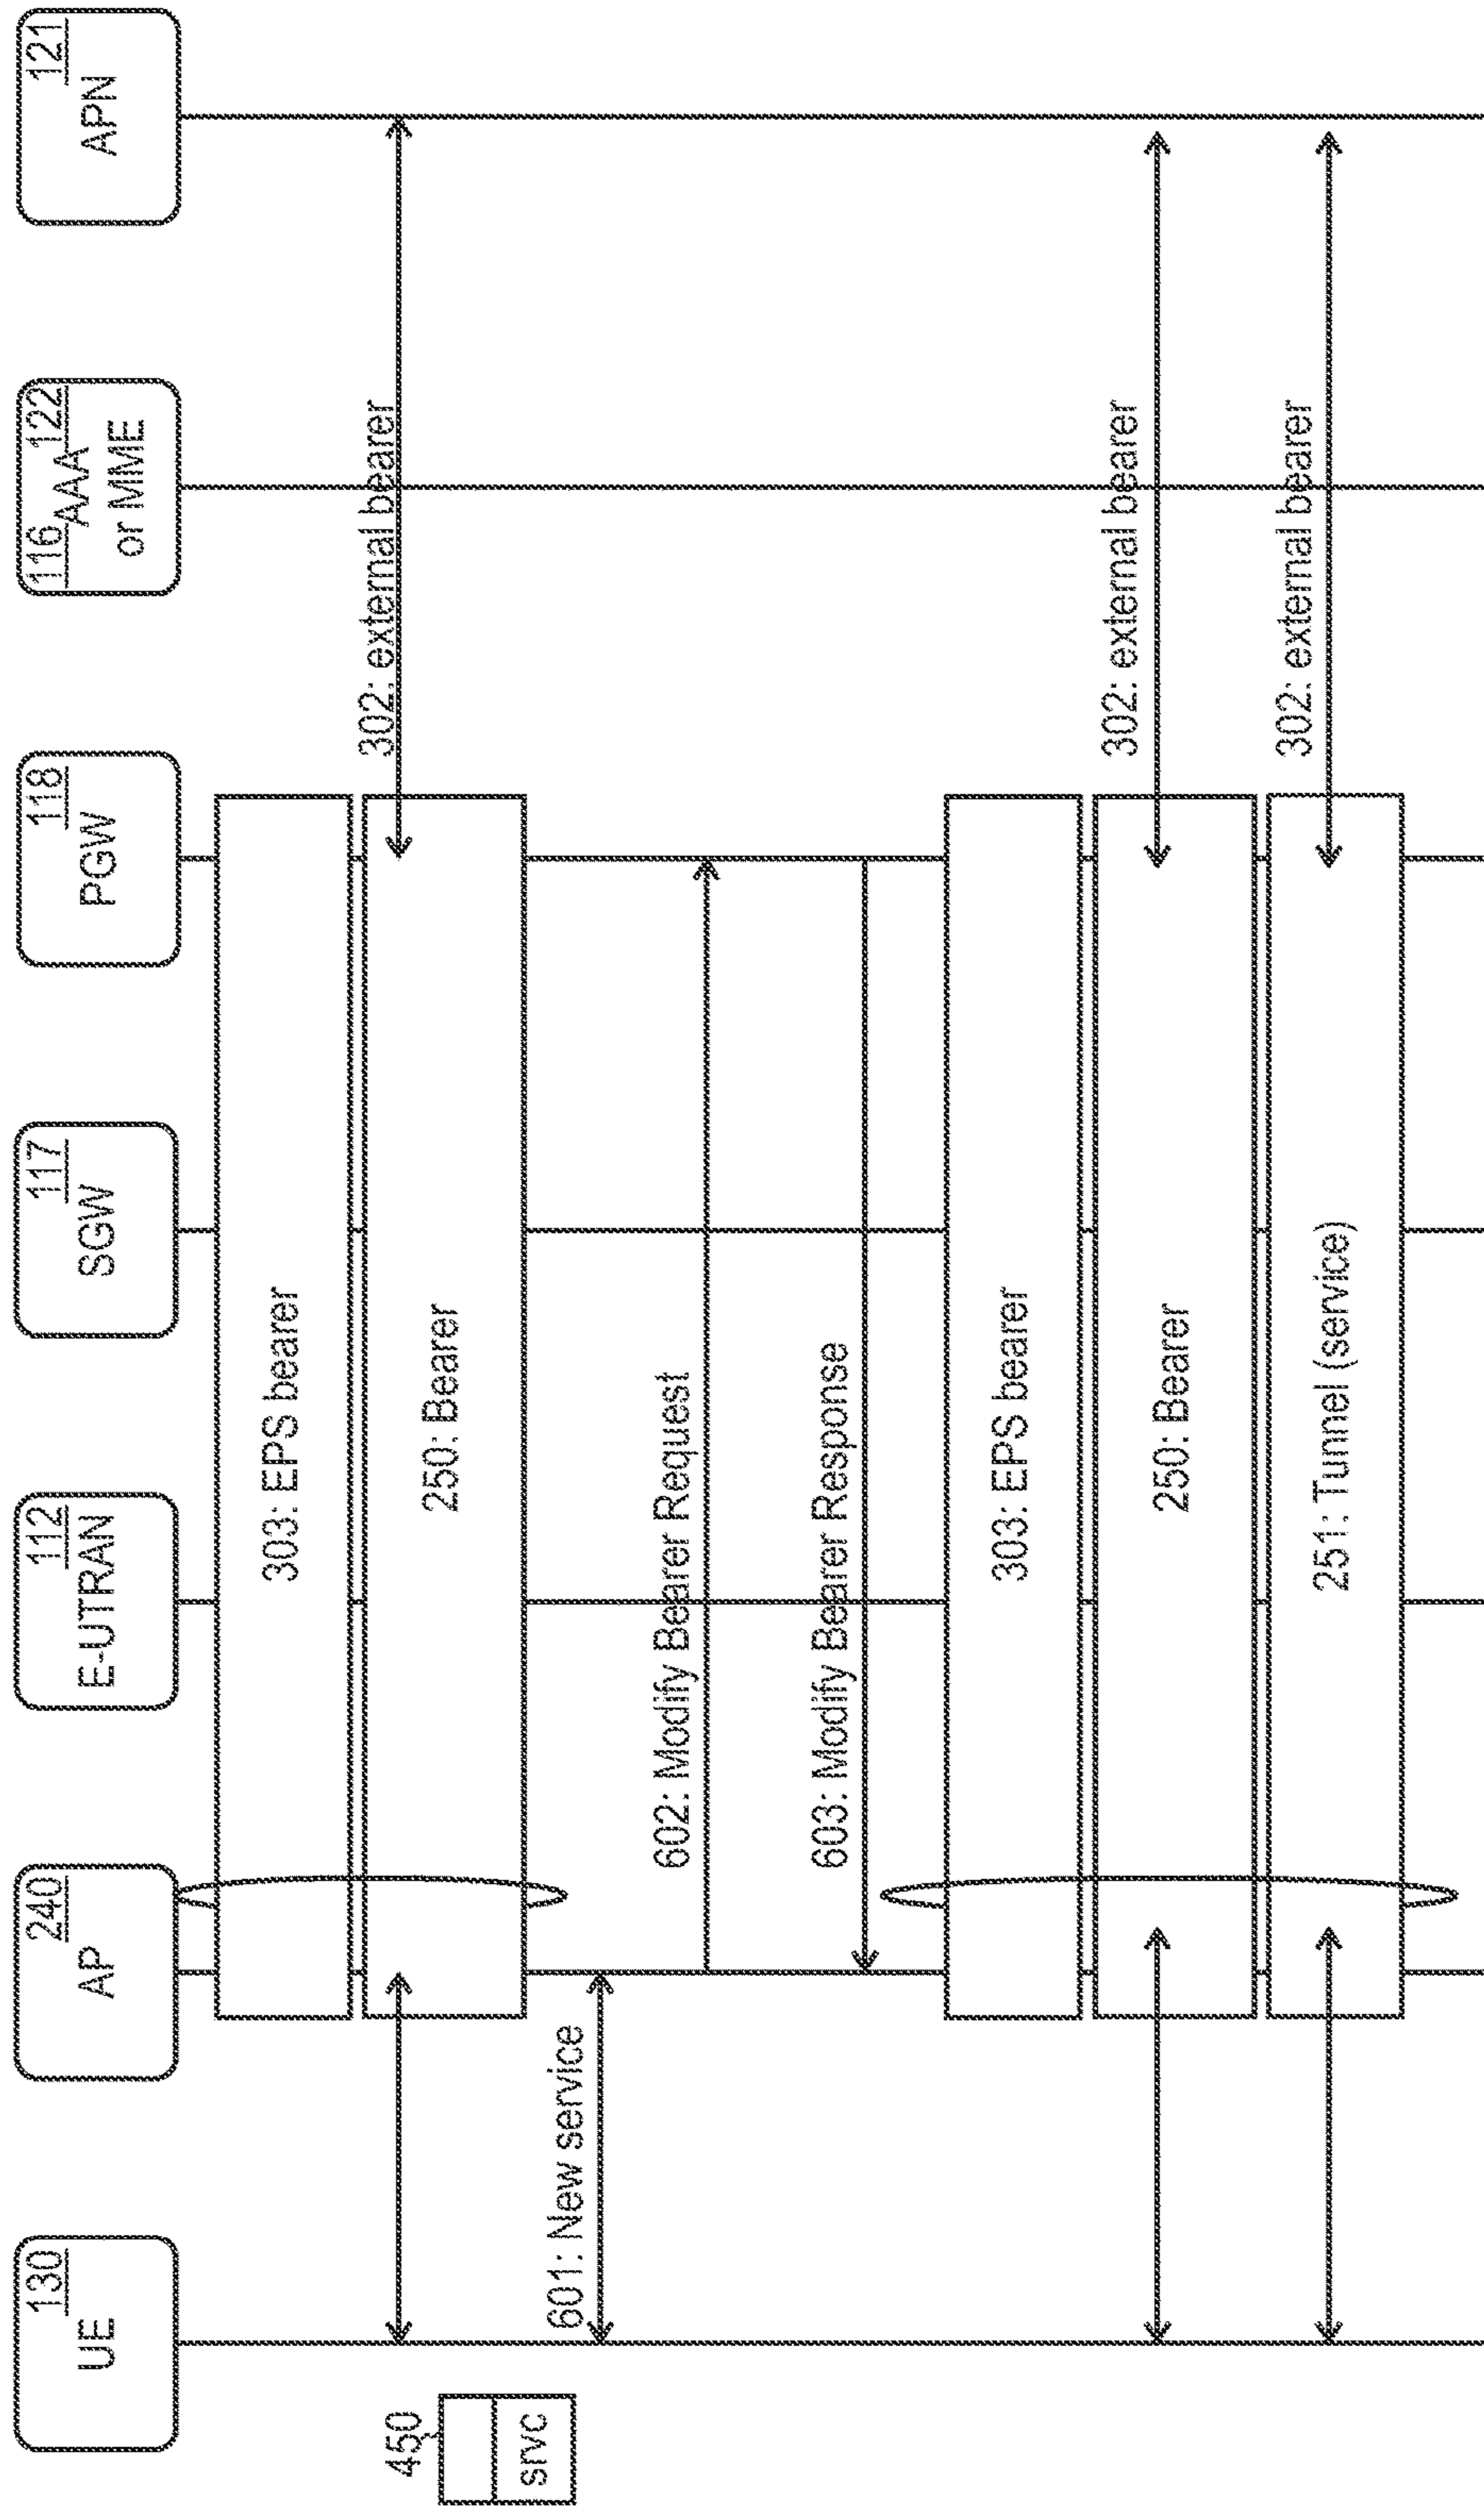 450
srvc
130
UE
240
AP
112
E-UTRAN
117
SGW
118
PGW
116 122
AAA
or MME
121
APN
303: EPS bearer
302: external bearer
250: Bearer
601: New service
602: Modify Bearer Request
603: Modify Bearer Response
303: EPS bearer
302: external bearer
250: Bearer
302: external bearer
251: Tunnel (service)